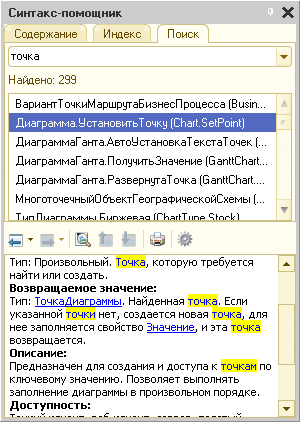 Синтакс-помощник
Содержание Индекс Поиск
точка
Найдено: 299
ВариантТочкиМаршрутаБизнесПроцесса (Busin...
Диаграмма.УстановитьТочку (Chart.SetPoint)
ДиаграммаГанта.АвтоУстановкаТекстаТочек (...
ДиаграммаГанта.ПолучитьЗначение (GanttChart...
ДиаграммаГанта.РазвернутаТочка (GanttChart....
МноготочечныйОбъектГеографическойСхемы (...
ТипДиаграммы.Биржевая (ChartType.Stock)
Тип: Произвольный. Точка, которую требуется
найти или создать.
Возвращаемое значение:
Тип: ТочкаДиаграммы. Найденная точка. Если
указанной точки нет, создается новая точка, для
нее заполняется свойство Значение, и эта точка
возвращается.
Описание:
Предназначен для создания и доступа к точкам по
ключевому значению. Позволяет выполнять
заполнение диаграммы в произвольном порядке.
Доступность: